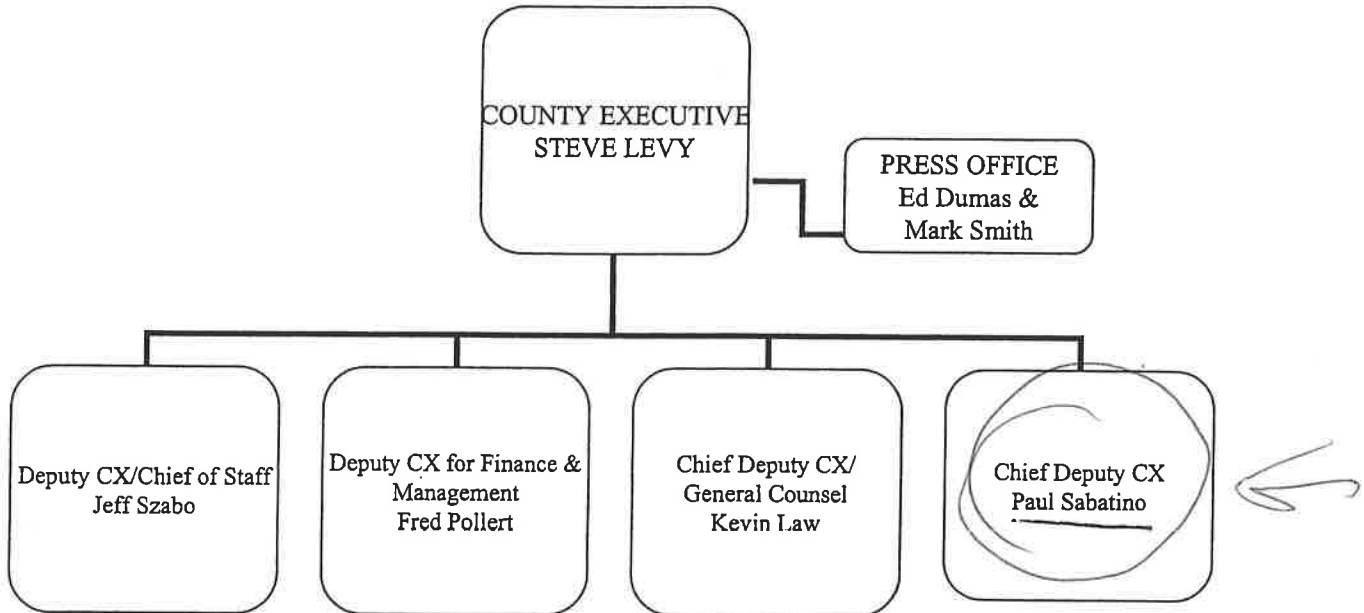 COUNTY EXECUTIVE
STEVE LEVY
PRESS OFFICE
Ed Dumas &
Mark Smith
Deputy CX/Chief of Staff
Jeff Szabo
Deputy CX for Finance &
Management
Fred Pollert
Chief Deputy CX/
General Counsel
Kevin Law
Chief Deputy CX
Paul Sabatino